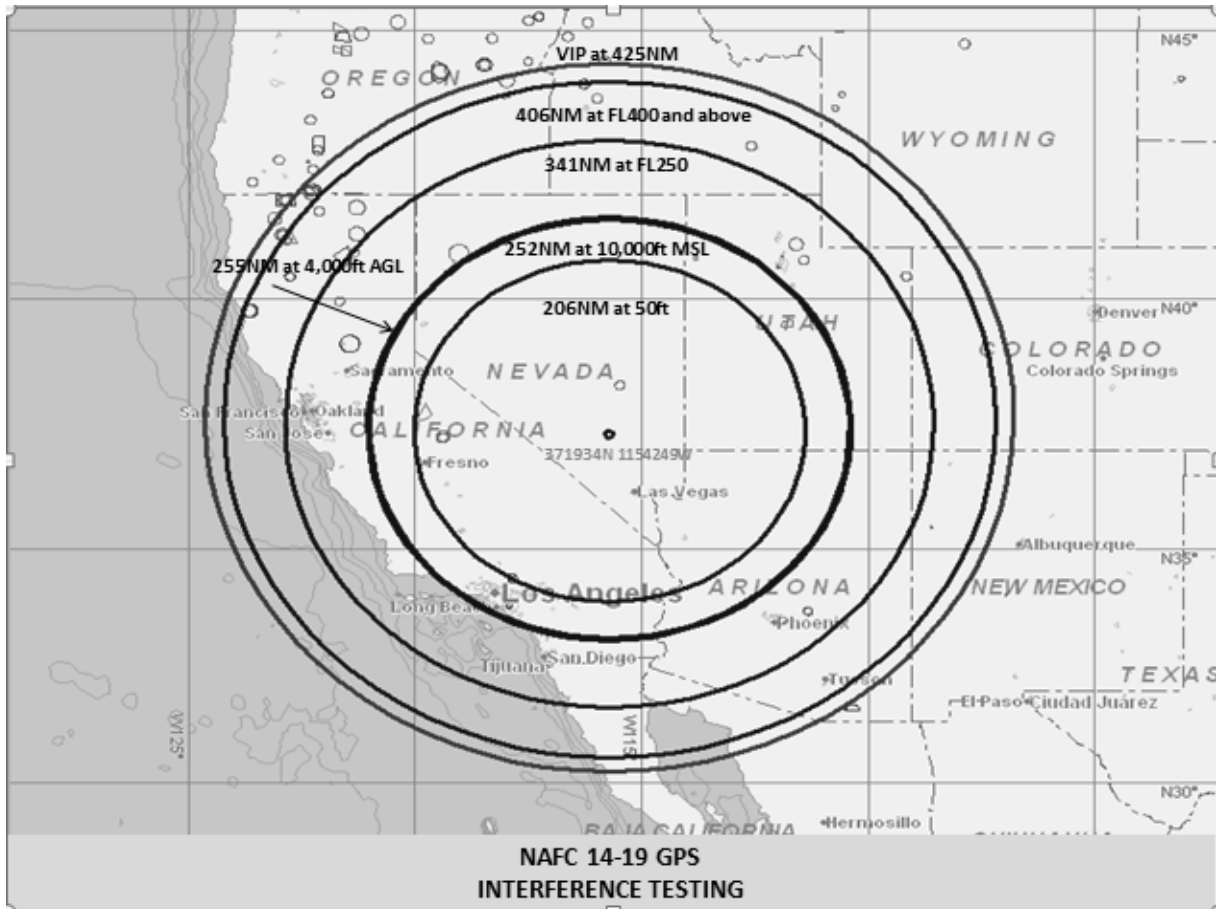 N45°
VIP at 425NM
OREGON
406NM at FL400 and above
WYOMING
341NM at FL250
252NM at 10,000ft MSL
255NM at 4,000ft AGL
206NM at 50ft
N40°
UTAH
Denver
COLORADO
Sacramento
NEVADA
Colorado Springs
San Francisco
Oakland
San Jose
CALIFORNIA
371934N 1154249W
Fresno
Las Vegas
Albuquerque
N35°
Los Angeles
ARIZONA
NEW MEXICO
Long Beach
Phoenix
Tijuana
San Diego
TEXAS
Tucson
El Paso
Ciudad Juárez
W125°
W115°
N30°
Hermosillo
BAJA CALIFORNIA
NAFC 14-19 GPS
INTERFERENCE TESTING